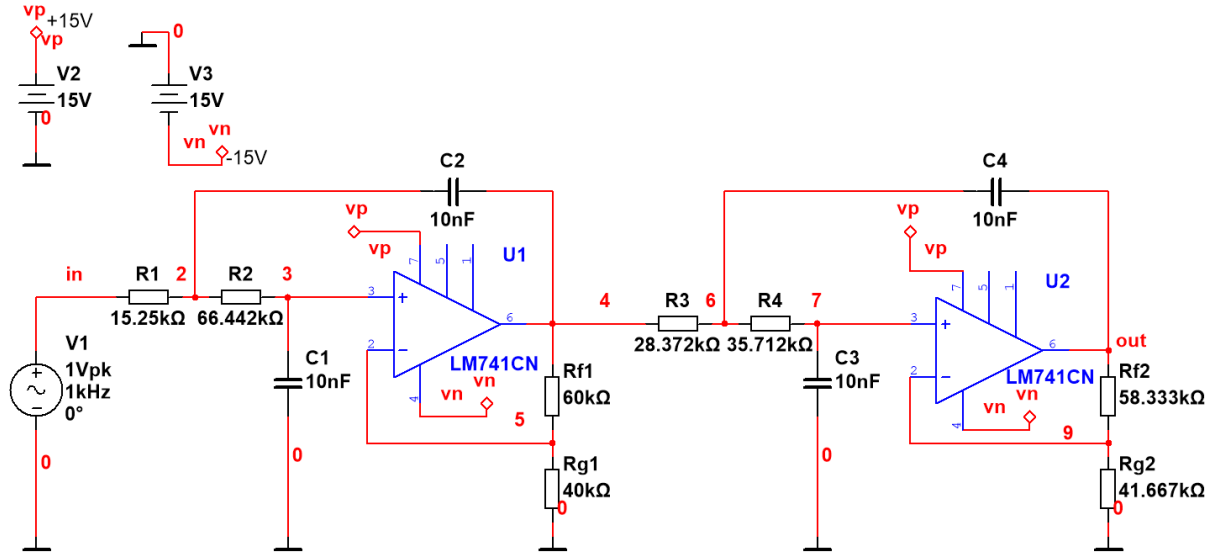 vp
+15V
vp
V2
15V
0
0
V3
15V
vn
vn
-15V
C2
10nF
C4
10nF
vp
vp
7
5
1
U1
vp
vp
7
5
1
U2
in
R1
15.25kΩ
2
R2
66.442kΩ
3
3
+
6
2
−
LM741CN
4
vn
vn
4
R3
28.372kΩ
6
R4
35.712kΩ
7
3
+
6
2
−
LM741CN
4
vn
vn
out
V1
1Vpk
1kHz
0°
0
C1
10nF
0
Rf1
60kΩ
5
Rg1
40kΩ
0
C3
10nF
0
Rf2
58.333kΩ
9
Rg2
41.667kΩ
0